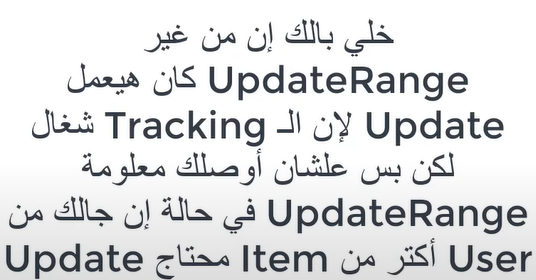 خلي بالك إن من غير
UpdateRange كان هيعمل
Update لإن الـ Tracking شغال
لكن بس علشان أوصلك معلومة
UpdateRange في حالة إن جالك من
User أكتر من Item محتاج Update